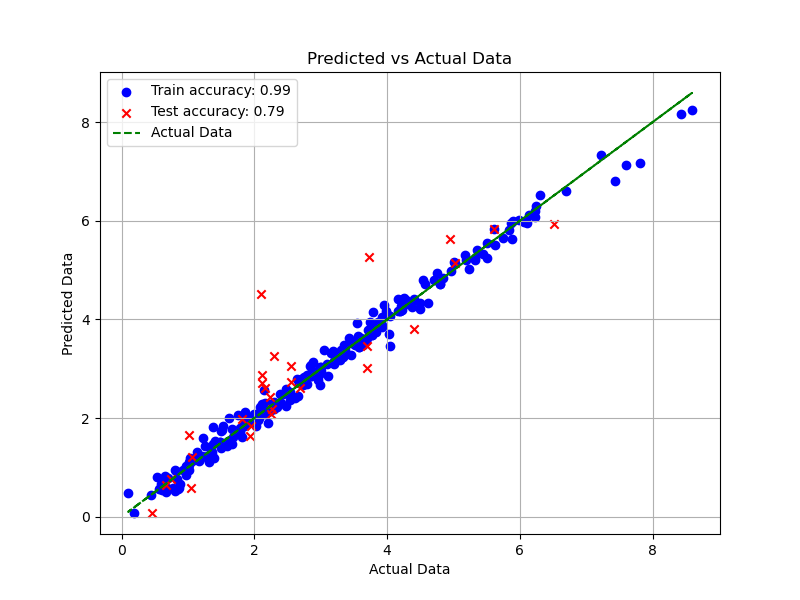 Predicted vs Actual Data
Train accuracy: 0.99
Test accuracy: 0.79
Actual Data
8
6
4
2
0
Predicted Data
0 2 4 6 8
Actual Data